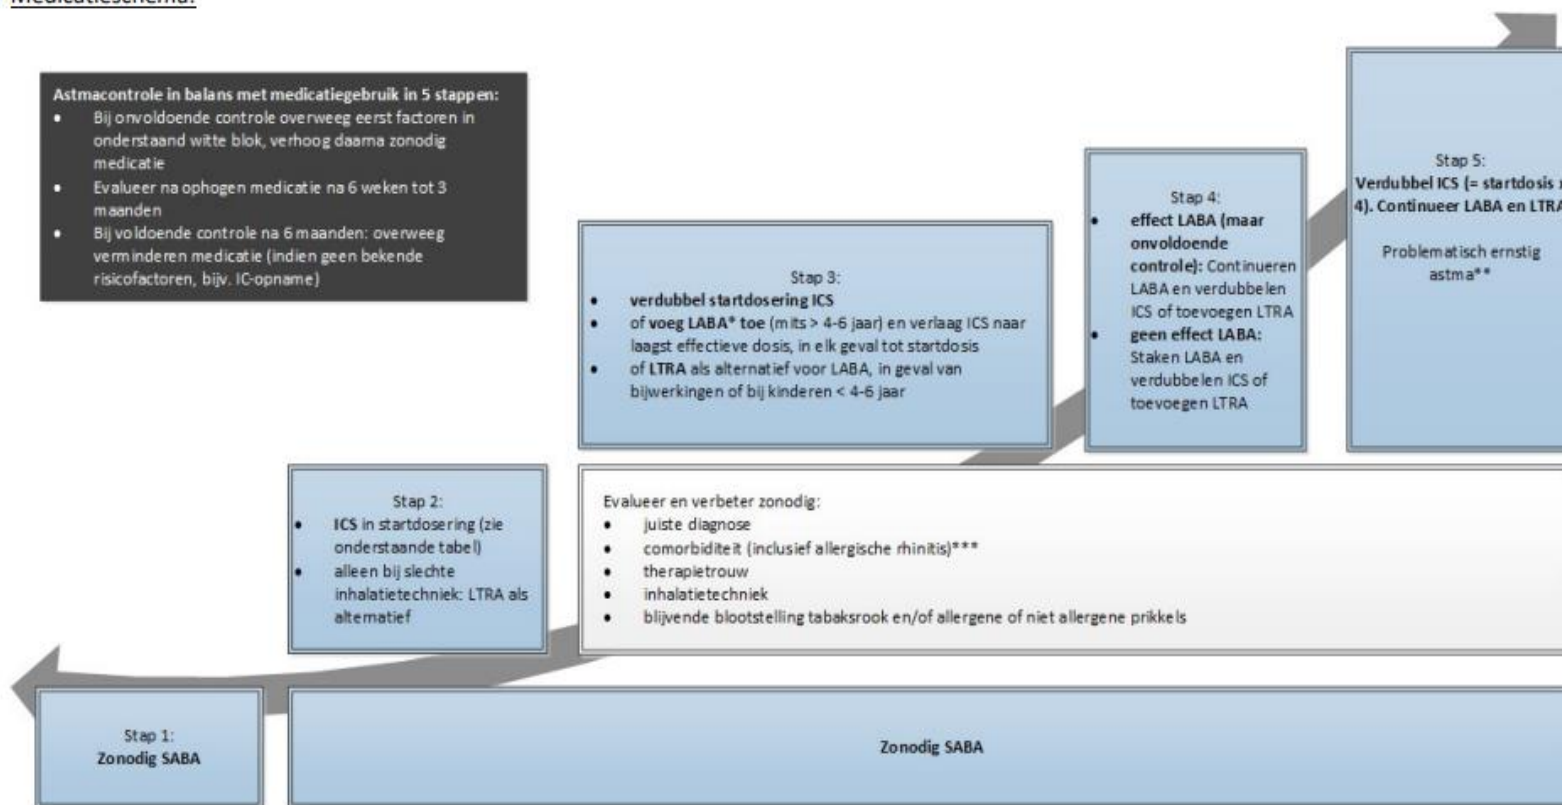 Medicatieschema:
Astmacontrole in balans met medicatiegebruik in 5 stappen:
• Bij onvoldoende controle overweeg eerst factoren in
onderstaand witte blok, verhoog daarna zonodig
medicatie
• Evalueer na ophogen medicatie na 6 weken tot 3
maanden
• Bij voldoende controle na 6 maanden: overweeg
verminderen medicatie (indien geen bekende
risicofactoren, bijv. IC-opname)
Stap 5:
Verdubbel ICS (= startdosis x
4). Continueer LABA en LTRA
Problematisch ernstig
astma**
Stap 4:
• effect LABA (maar
onvoldoende
controle): Continueren
LABA en verdubbelen
ICS of toevoegen LTRA
• geen effect LABA:
Staken LABA en
verdubbelen ICS of
toevoegen LTRA
Stap 3:
• verdubbel startdosering ICS
• of voeg LABA* toe (mits > 4-6 jaar) en verlaag ICS naar
laagst effectieve dosis, in elk geval tot startdosis
• of LTRA als alternatief voor LABA, in geval van
bijwerkingen of bij kinderen < 4-6 jaar
Stap 2:
• ICS in startdosering (zie
onderstaande tabel)
• alleen bij slechte
inhalatietechniek: LTRA als
alternatief
Evalueer en verbeter zonodig:
• juiste diagnose
• comorbiditeit (inclusief allergische rhinitis)***
• therapietrouw
• inhalatietechniek
• blijvende blootstelling tabaksrook en/of allergene of niet allergene prikkels
Stap 1:
Zonodig SABA
Zonodig SABA